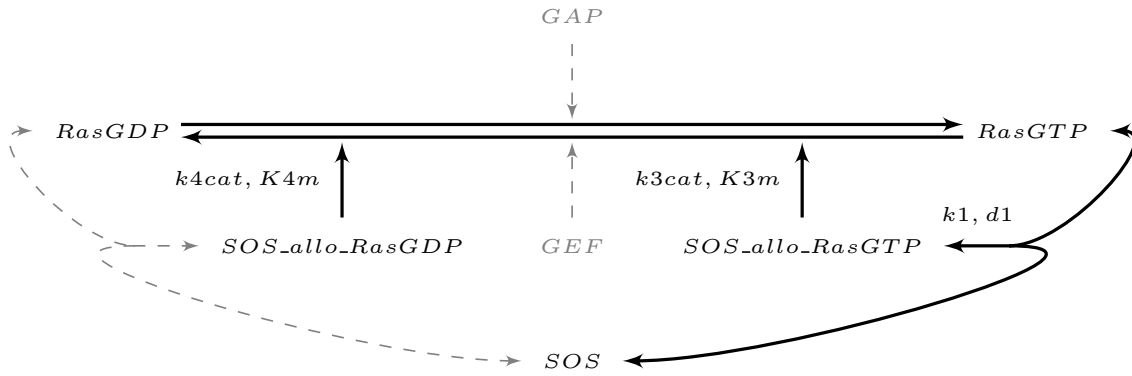 GAP
RasGDP
RasGTP
k4cat, K4m
k3cat, K3m
k1, d1
SOS_allo_RasGDP
GEF
SOS_allo_RasGTP
SOS